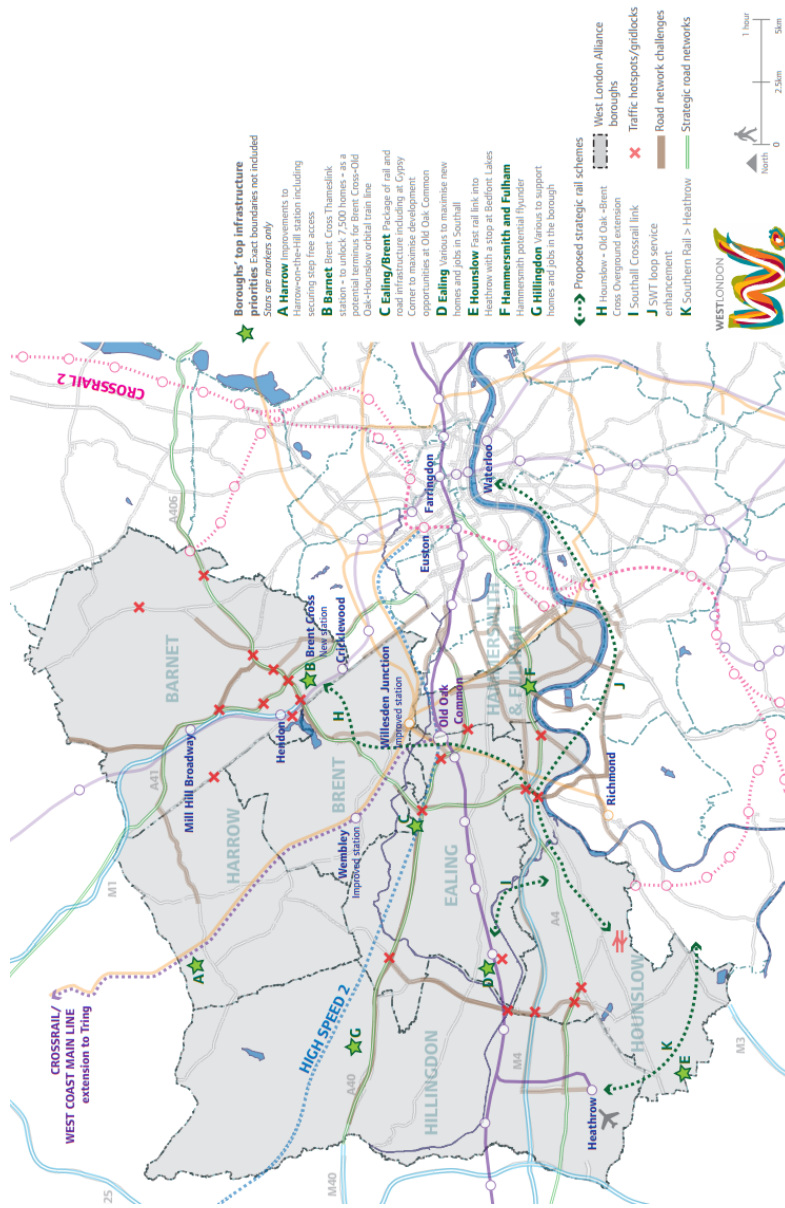 Boroughs' top infrastructure
priorities Exact boundaries not included
Stars are markers only
A Harrow Improvements to
Harrow-on-the-Hill station including
securing step free access
B Barnet Brent Cross Thameslink
station - to unlock 7,500 homes - as a
potential terminus for Brent Cross-Old
Oak-Hounslow orbital train line
C Ealing/Brent Package of rail and
road infrastructure including at Gypsy
Corner to maximise development
opportunities at Old Oak Common
D Ealing Various to maximise new
homes and jobs in Southall
E Hounslow Fast rail link into
Heathrow with a stop at Bedfont Lakes
F Hammersmith and Fulham
Hammersmith potential flyunder
G Hillingdon Various to support
homes and jobs in the borough
Proposed strategic rail schemes
H Hounslow - Old Oak -Brent
Cross Overground extension
I Southall Crossrail link
J SWT loop service
enhancement
K Southern Rail > Heathrow
West London Alliance
boroughs
Traffic hotspots/gridlocks
Road network challenges
Strategic road networks
WESTLONDON
North
1 hour
0
2.5km
5km
CROSSRAIL/
WEST COAST MAIN LINE
extension to Tring
CROSSRAIL 2
HIGH SPEED 2
25
M1
A41
A406
M40
A40
M4
A4
M3
BARNET
HARROW
BRENT
EALING
HILLINGDON
HOUNSLOW
HAMMERSMITH
& FULHAM
Mill Hill Broadway
Hendon
Brent Cross
New station
Cricklewood
Willesden Junction
Improved station
Wembley
Improved station
Old Oak
Common
Euston
Farringdon
Waterloo
Richmond
Heathrow
A
B
C
D
E
F
G
H
I
J
K